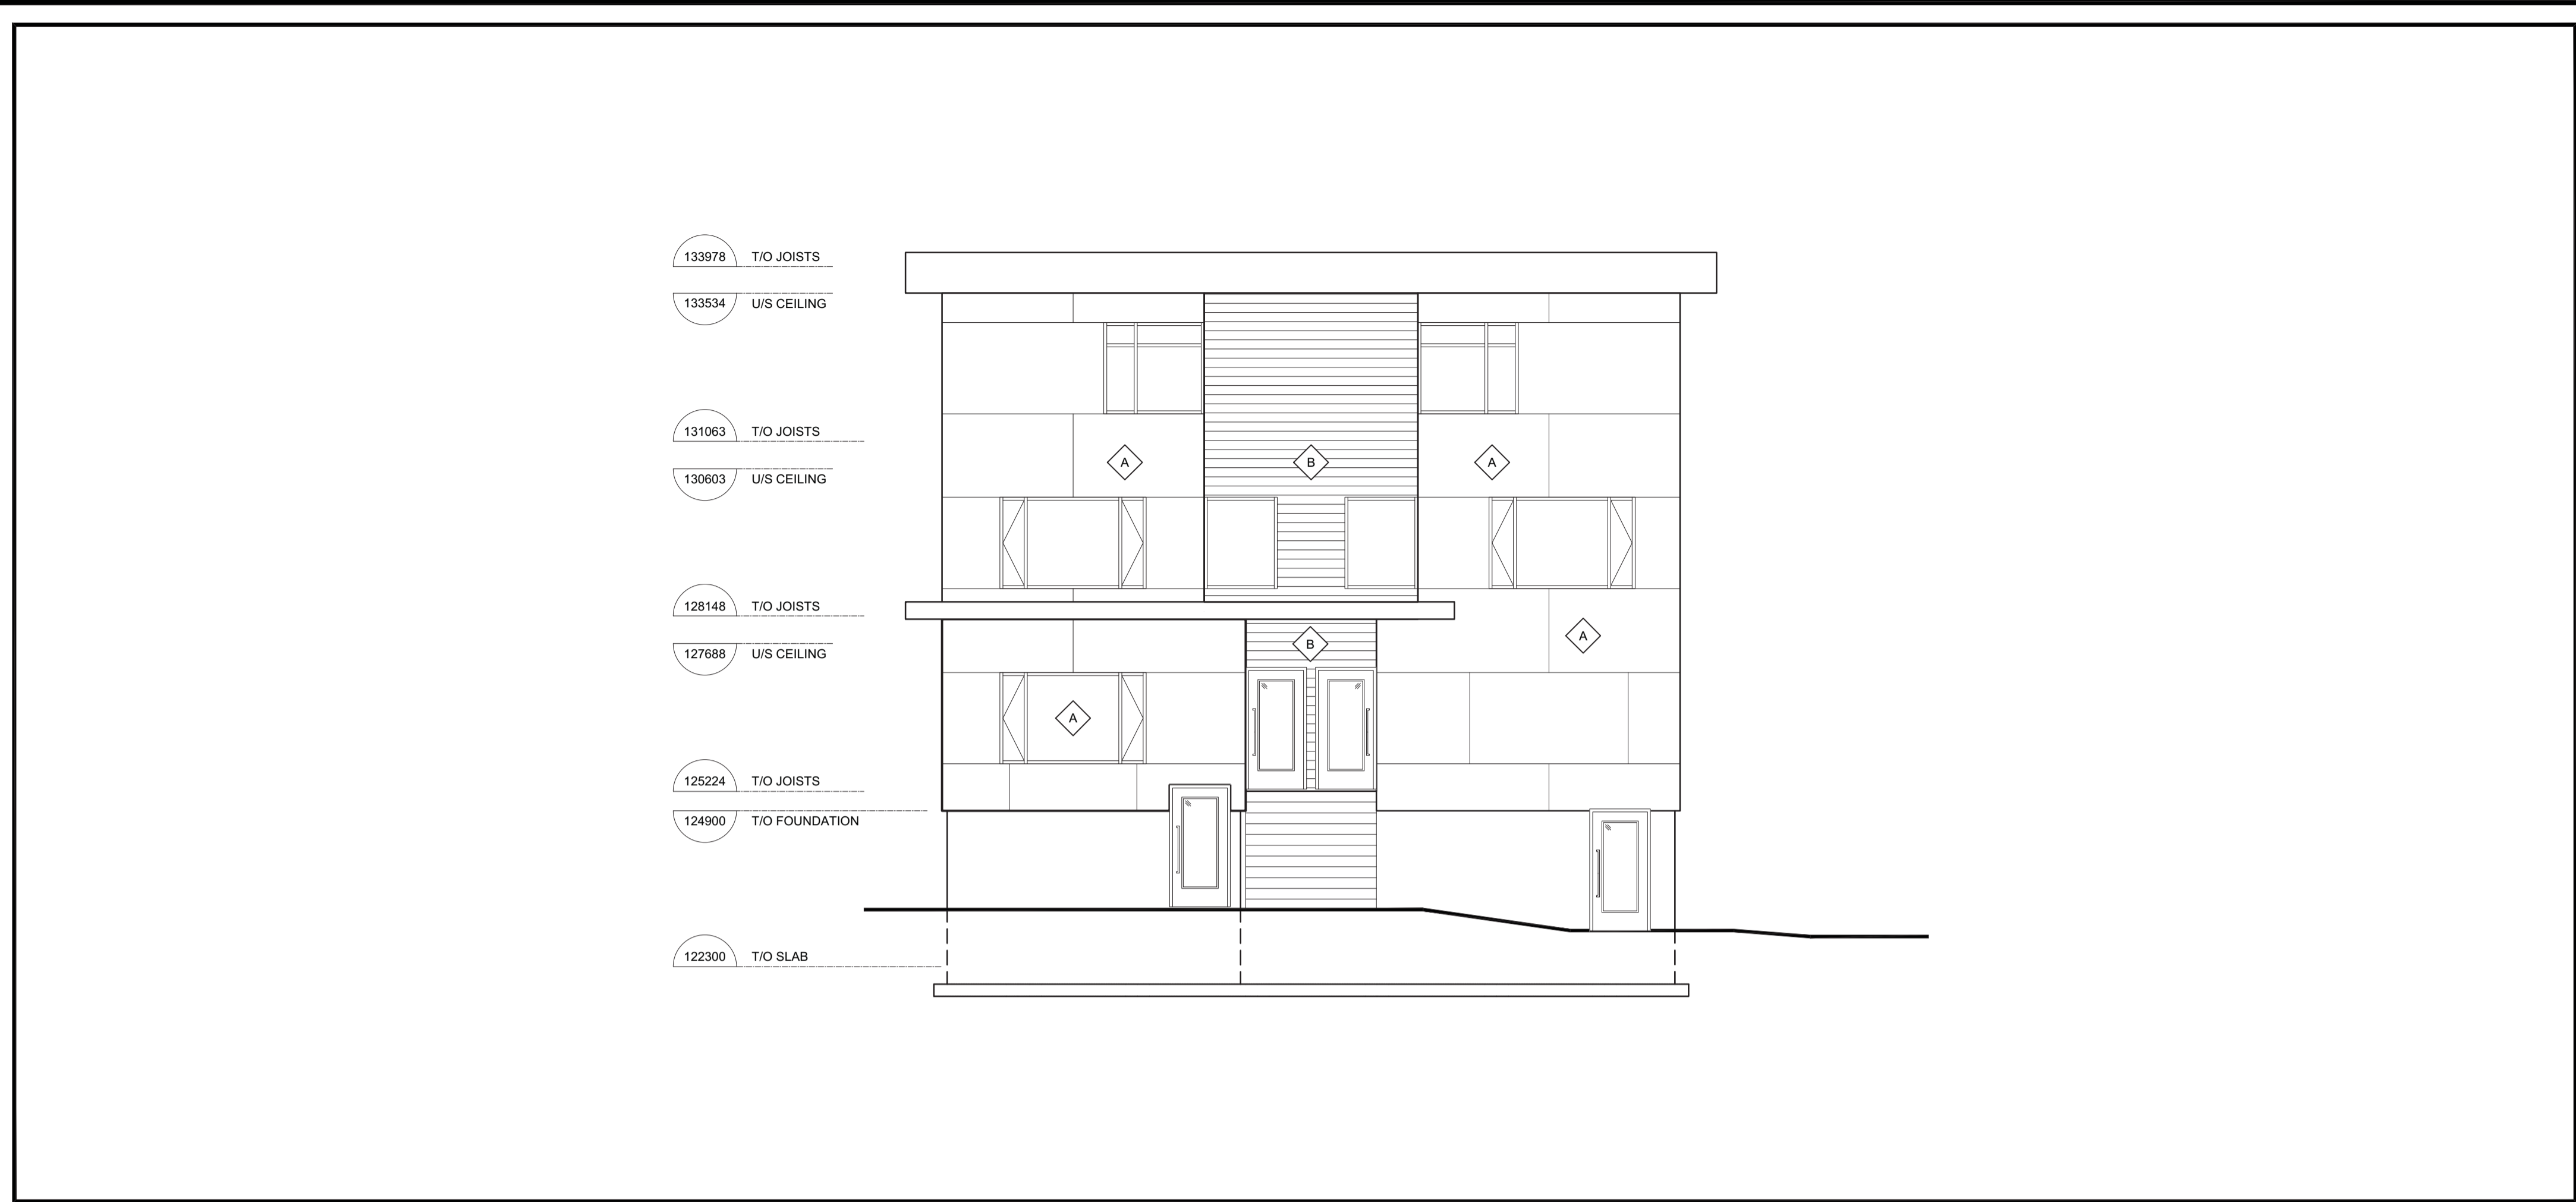 133978 T/O JOISTS
133534 U/S CEILING
131063 T/O JOISTS
A
B
A
130603 U/S CEILING
128148 T/O JOISTS
A
B
127688 U/S CEILING
A
125224 T/O JOISTS
124900 T/O FOUNDATION
122300 T/O SLAB